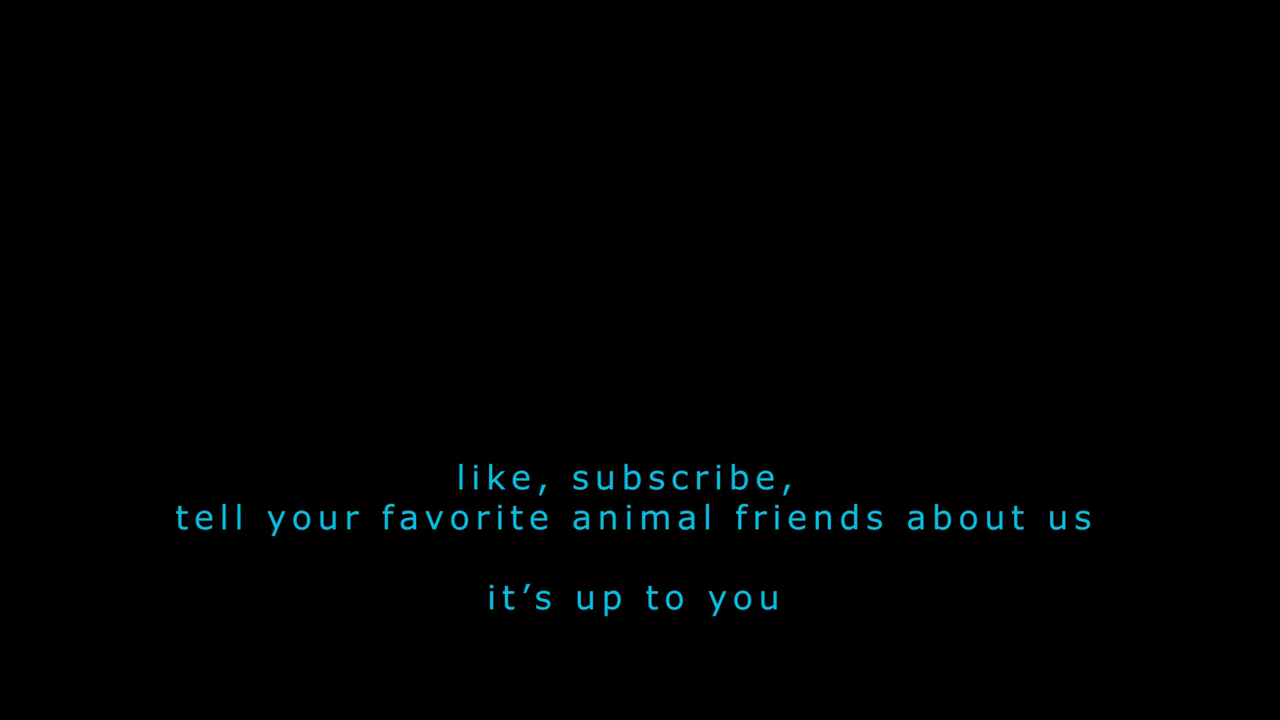 like, subscribe,
tell your favorite animal friends about us
it’s up to you